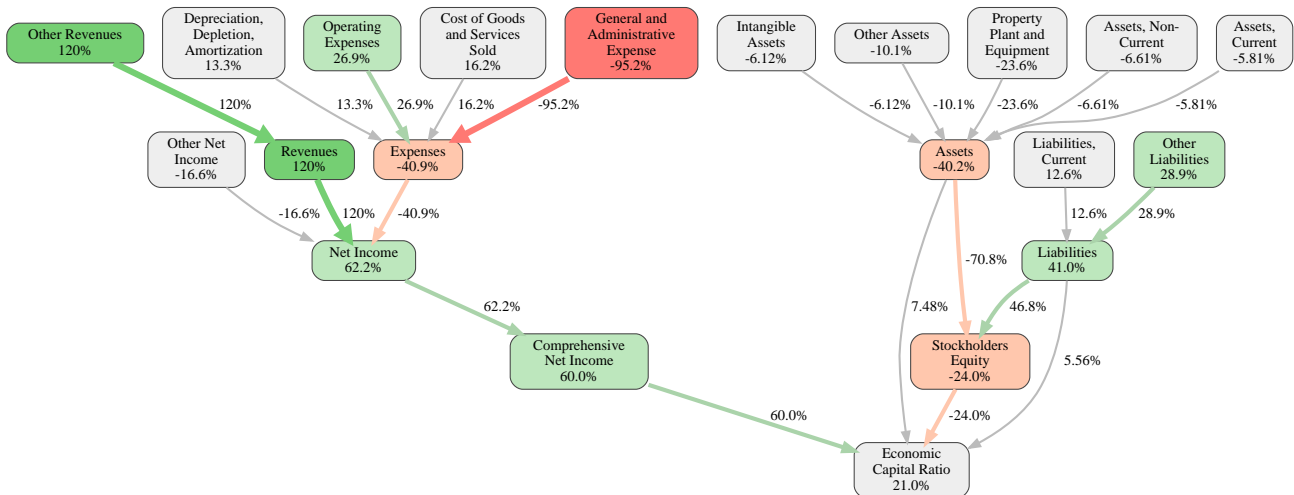 Other Revenues
120%
Depreciation,
Depletion,
Amortization
13.3%
Operating
Expenses
26.9%
Cost of Goods
and Services
Sold
16.2%
General and
Administrative
Expense
-95.2%
Intangible
Assets
-6.12%
Other Assets
-10.1%
Property
Plant and
Equipment
-23.6%
Assets, Non-
Current
-6.61%
Assets,
Current
-5.81%
120%
13.3%
26.9%
16.2%
-95.2%
-6.12%
-10.1%
-23.6%
-6.61%
-5.81%
Other Net
Income
-16.6%
Revenues
120%
Expenses
-40.9%
Assets
-40.2%
Liabilities,
Current
12.6%
Other
Liabilities
28.9%
-16.6%
120%
-40.9%
12.6%
28.9%
Net Income
62.2%
-70.8%
Liabilities
41.0%
62.2%
7.48%
46.8%
Comprehensive
Net Income
60.0%
Stockholders
Equity
-24.0%
5.56%
60.0%
-24.0%
Economic
Capital Ratio
21.0%